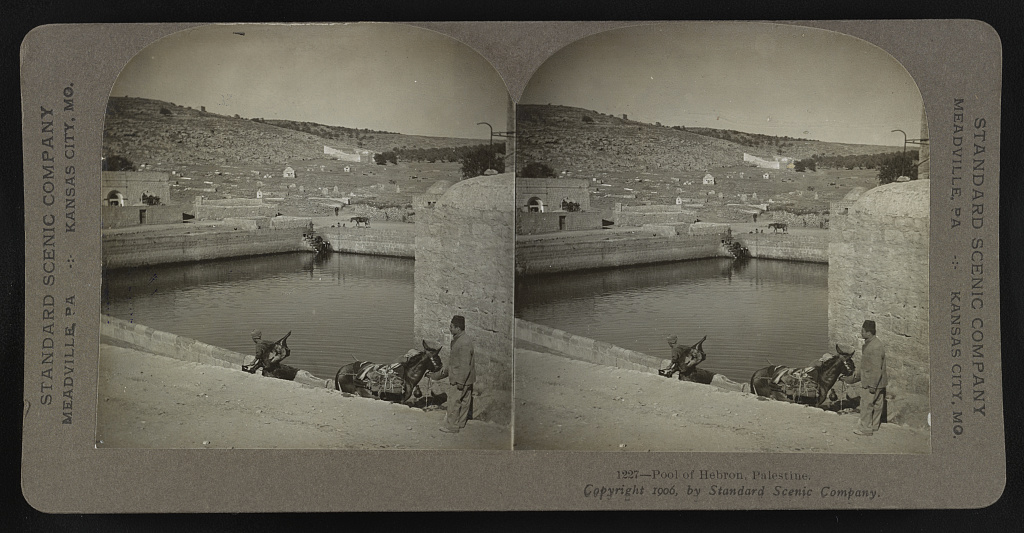 STANDARD SCENIC COMPANY
MEADVILLE, PA ·:· KANSAS CITY, MO.
STANDARD SCENIC COMPANY
MEADVILLE, PA ·:· KANSAS CITY, MO.
1227—Pool of Hebron, Palestine.
Copyright 1906, by Standard Scenic Company.